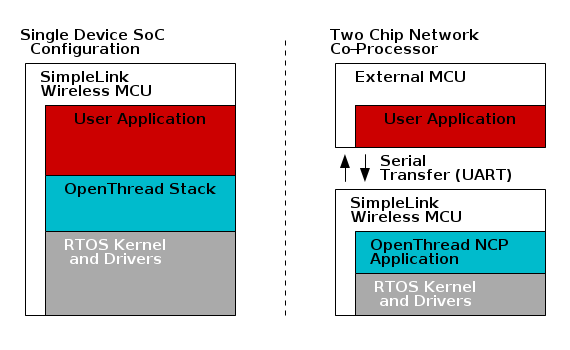 Single Device SoC
Configuration
SimpleLink
Wireless MCU
User Application
OpenThread Stack
RTOS Kernel
and Drivers
Two Chip Network
Co-Processor
External MCU
User Application
Serial
Transfer (UART)
SimpleLink
Wireless MCU
OpenThread NCP
Application
RTOS Kernel
and Drivers